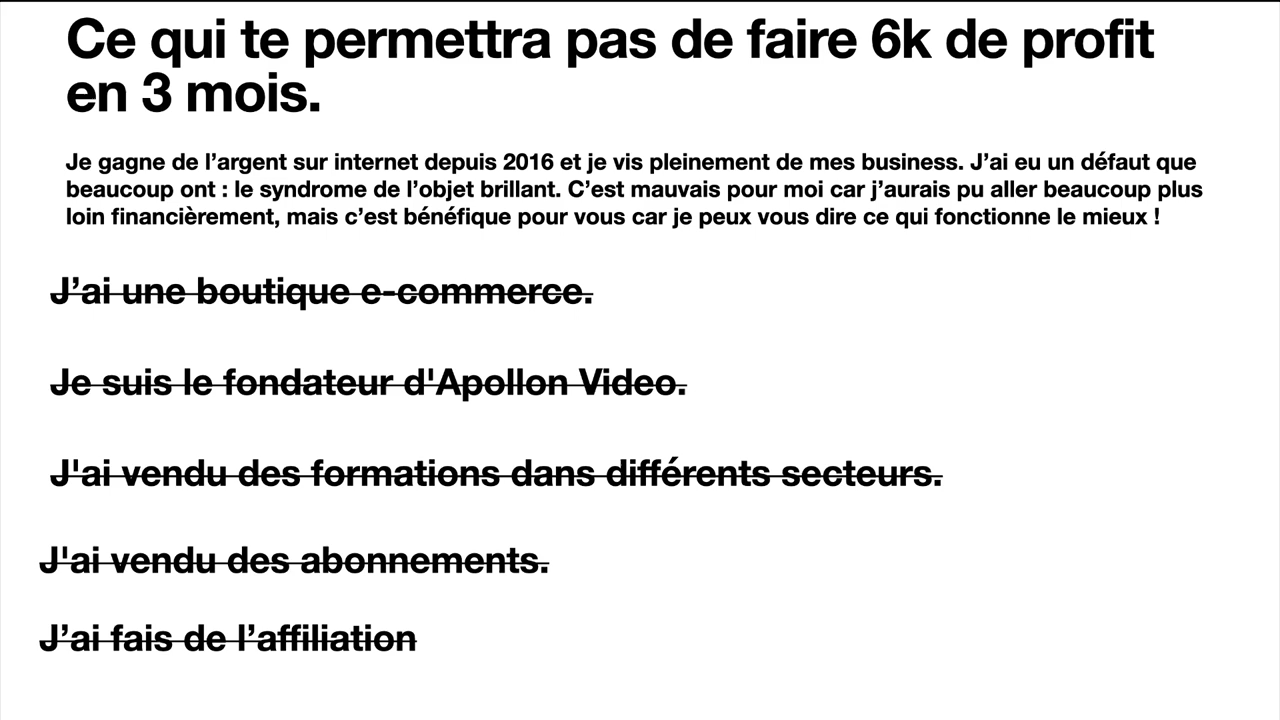 Ce qui te permettra pas de faire 6k de profit
en 3 mois.
Je gagne de l’argent sur internet depuis 2016 et je vis pleinement de mes business. J’ai eu un défaut que
beaucoup ont : le syndrome de l’objet brillant. C’est mauvais pour moi car j’aurais pu aller beaucoup plus
loin financièrement, mais c’est bénéfique pour vous car je peux vous dire ce qui fonctionne le mieux !
J’ai une boutique e-commerce.
Je suis le fondateur d'Apollon Video.
J'ai vendu des formations dans différents secteurs.
J'ai vendu des abonnements.
J’ai fais de l’affiliation